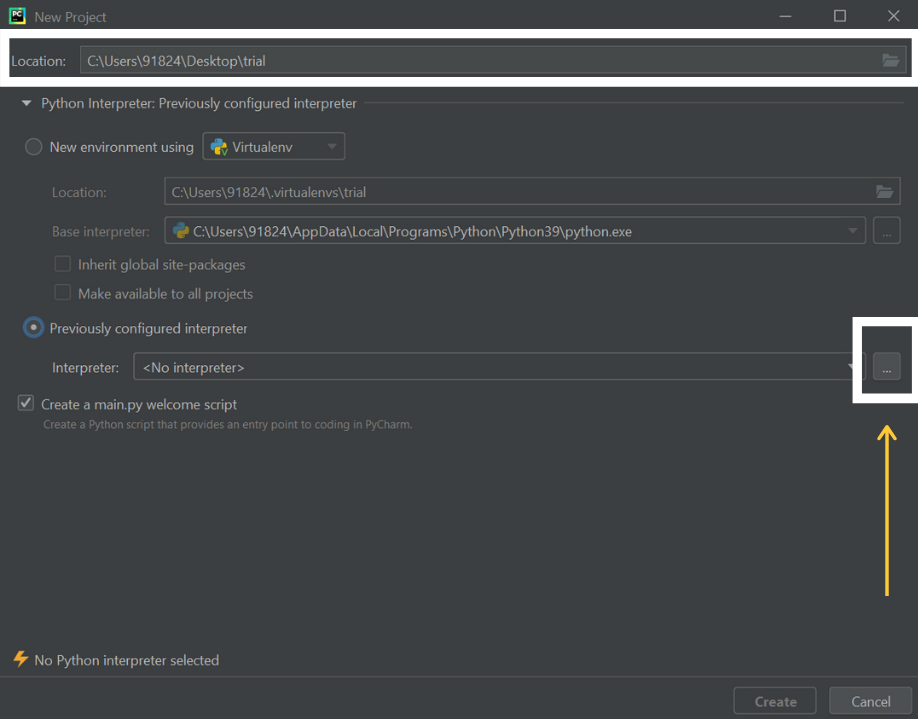 New Project
Location: C:\Users\91824\Desktop\trial
Python Interpreter: Previously configured interpreter
New environment using Virtualenv
Location: C:\Users\91824\.virtualenvs\trial
Base interpreter: C:\Users\91824\AppData\Local\Programs\Python\Python39\python.exe ...
Inherit global site-packages
Make available to all projects
Previously configured interpreter
Interpreter: <No interpreter> ...
Create a main.py welcome script
Create a Python script that provides an entry point to coding in PyCharm.
No Python interpreter selected
Create Cancel